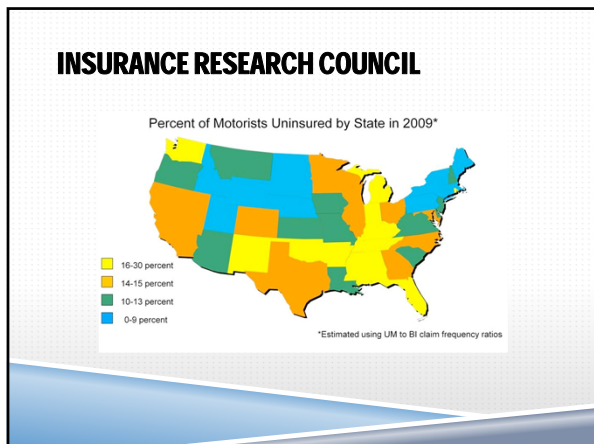 INSURANCE RESEARCH COUNCIL
Percent of Motorists Uninsured by State in 2009*
16-30 percent
14-15 percent
10-13 percent
0-9 percent
*Estimated using UM to BI claim frequency ratios